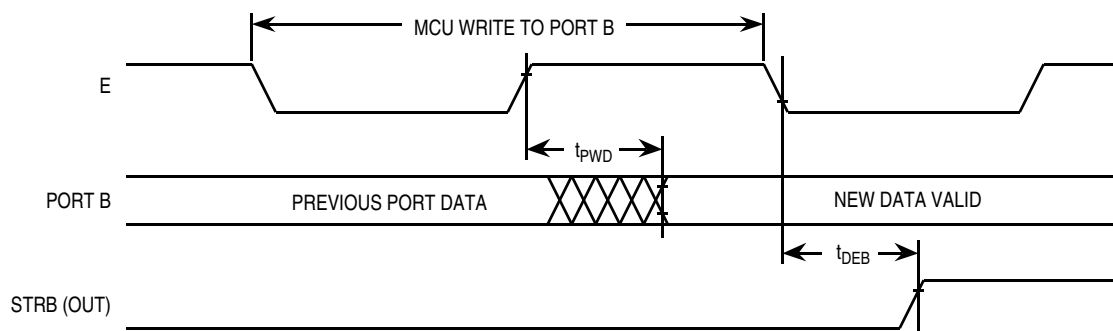 MCU WRITE TO PORT B
E
tPWD
PORT B
PREVIOUS PORT DATA
NEW DATA VALID
tDEB
STRB (OUT)